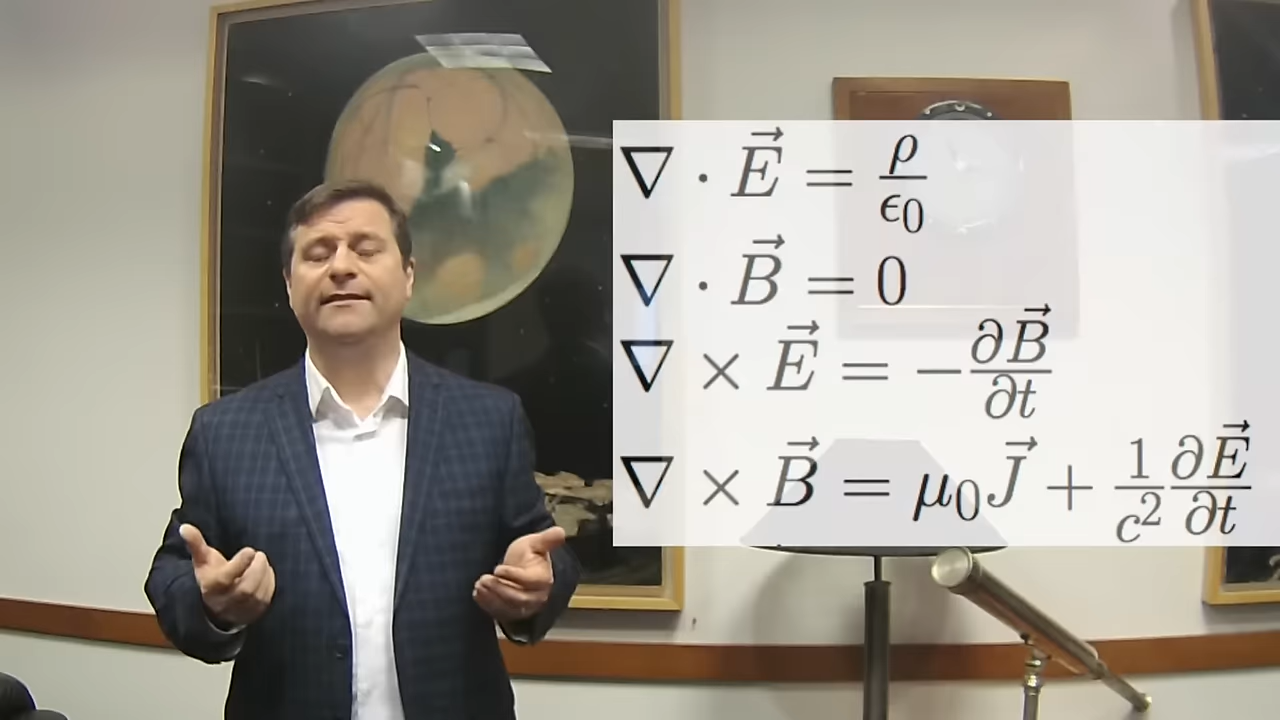 ∇ · E⃗ = ρ/ϵ₀
∇ · B⃗ = 0
∇ × E⃗ = −∂B⃗/∂t
∇ × B⃗ = μ₀J⃗ + 1/c² ∂E⃗/∂t